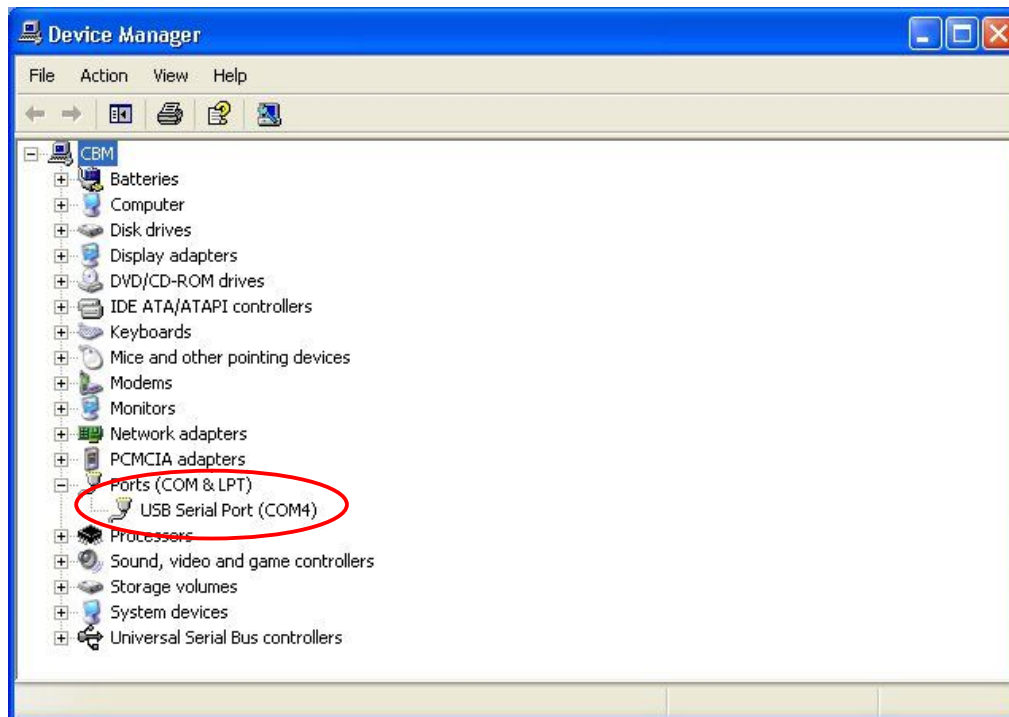 Device Manager
File Action View Help
CBM
Batteries
Computer
Disk drives
Display adapters
DVD/CD-ROM drives
IDE ATA/ATAPI controllers
Keyboards
Mice and other pointing devices
Modems
Monitors
Network adapters
PCMCIA adapters
Ports (COM & LPT)
USB Serial Port (COM4)
Processors
Sound, video and game controllers
Storage volumes
System devices
Universal Serial Bus controllers